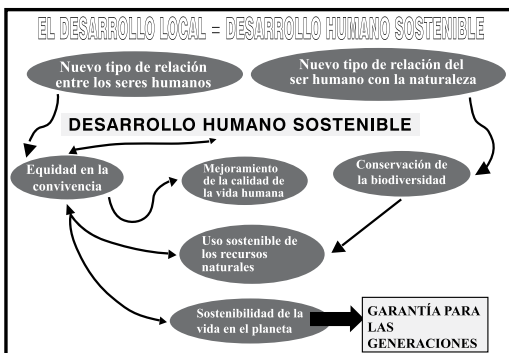 EL DESARROLLO LOCAL = DESARROLLO HUMANO SOSTENIBLE
Nuevo tipo de relación
entre los seres humanos
Nuevo tipo de relación del
ser humano con la naturaleza
DESARROLLO HUMANO SOSTENIBLE
Equidad en la
convivencia
Mejoramiento
de la calidad de
la vida humana
Conservación de
la biodiversidad
Uso sostenible de
los recursos
naturales
Sostenibilidad de la
vida en el planeta
GARANTÍA PARA
LAS
GENERACIONES